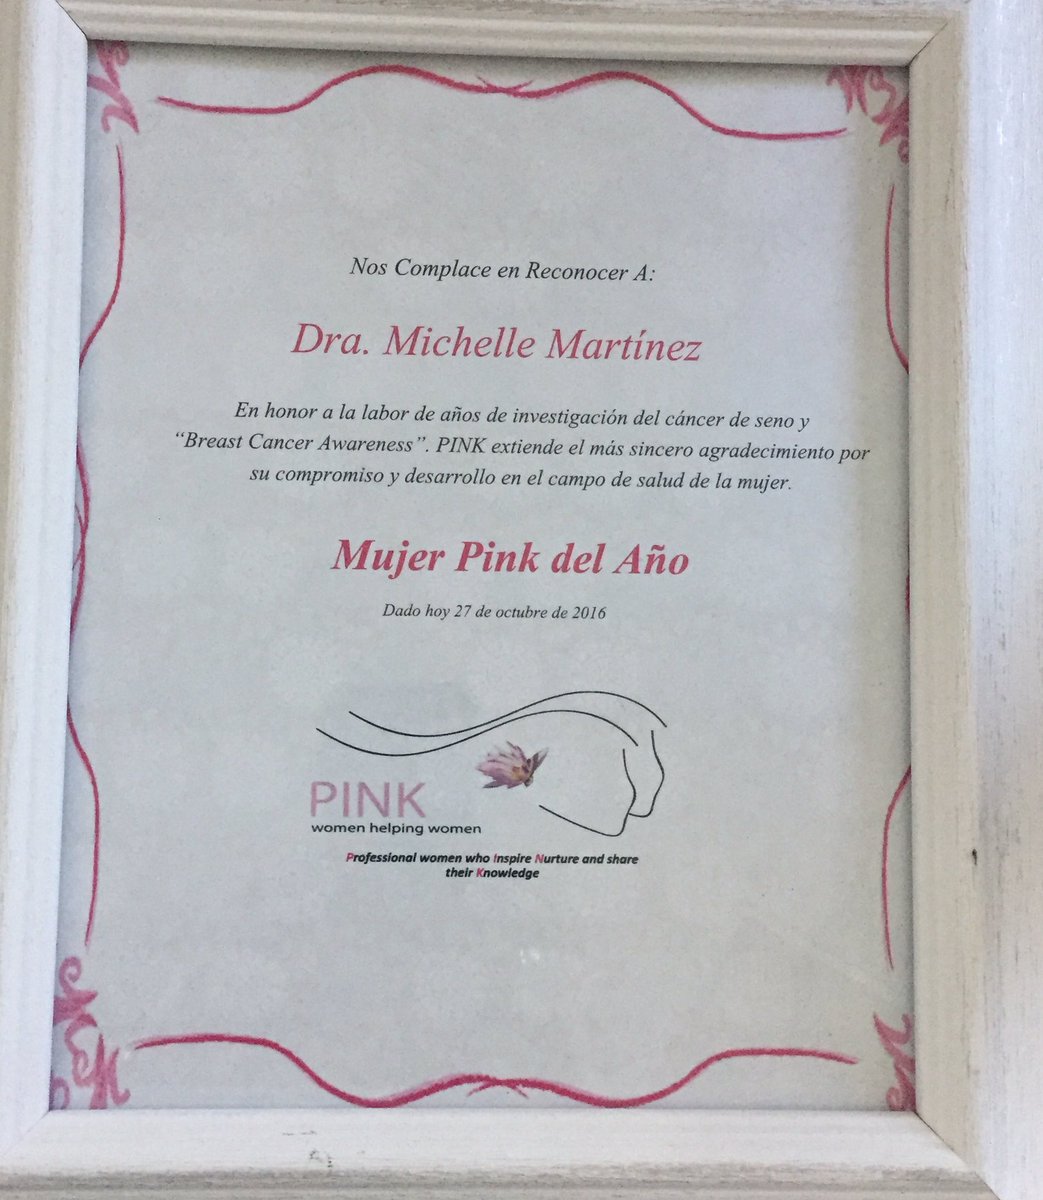 Nos Complace en Reconocer A:
Dra. Michelle Martínez
En honor a la labor de años de investigación del cáncer de seno y
“Breast Cancer Awareness”. PINK extiende el más sincero agradecimiento por
su compromiso y desarrollo en el campo de salud de la mujer.
Mujer Pink del Año
Dado hoy 27 de octubre de 2016
PINK
women helping women
Professional women who Inspire Nurture and share
their Knowledge